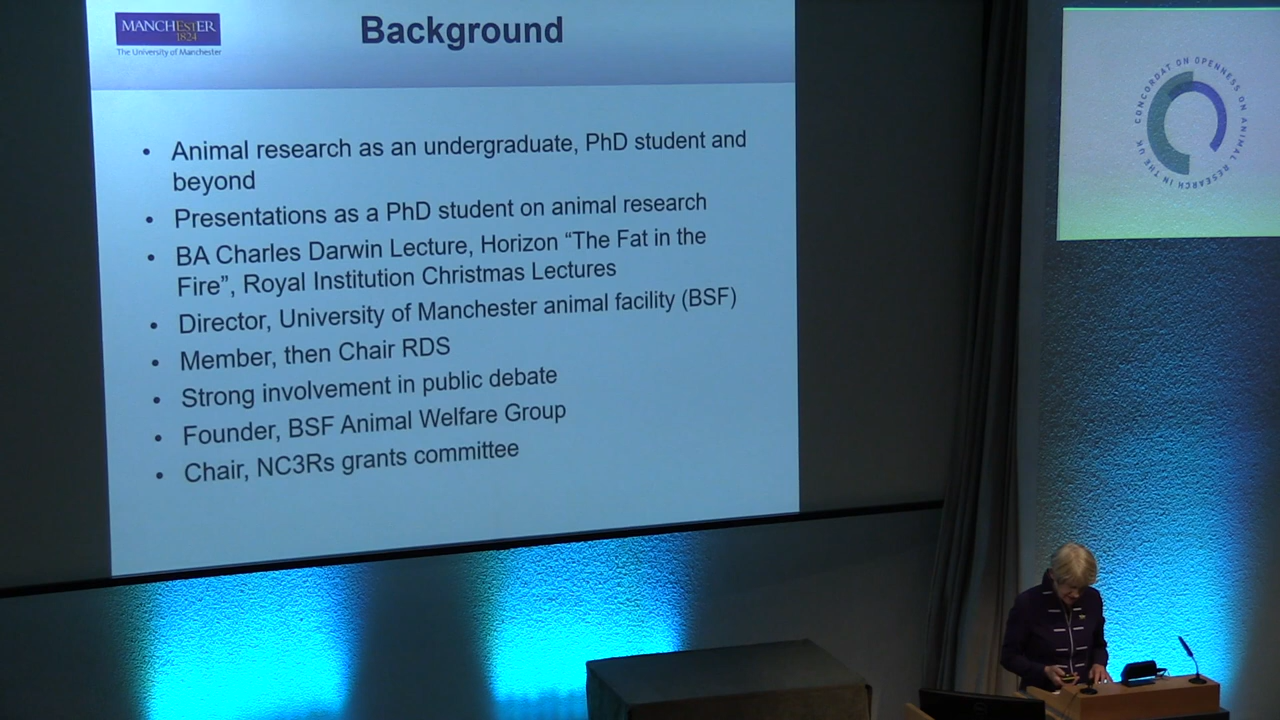 MANCHESTER
1824
The University of Manchester
Background
• Animal research as an undergraduate, PhD student and
beyond
• Presentations as a PhD student on animal research
• BA Charles Darwin Lecture, Horizon “The Fat in the
Fire”, Royal Institution Christmas Lectures
• Director, University of Manchester animal facility (BSF)
• Member, then Chair RDS
• Strong involvement in public debate
• Founder, BSF Animal Welfare Group
• Chair, NC3Rs grants committee
CONCORDAT ON OPENNESS ON ANIMAL RESEARCH IN THE UK